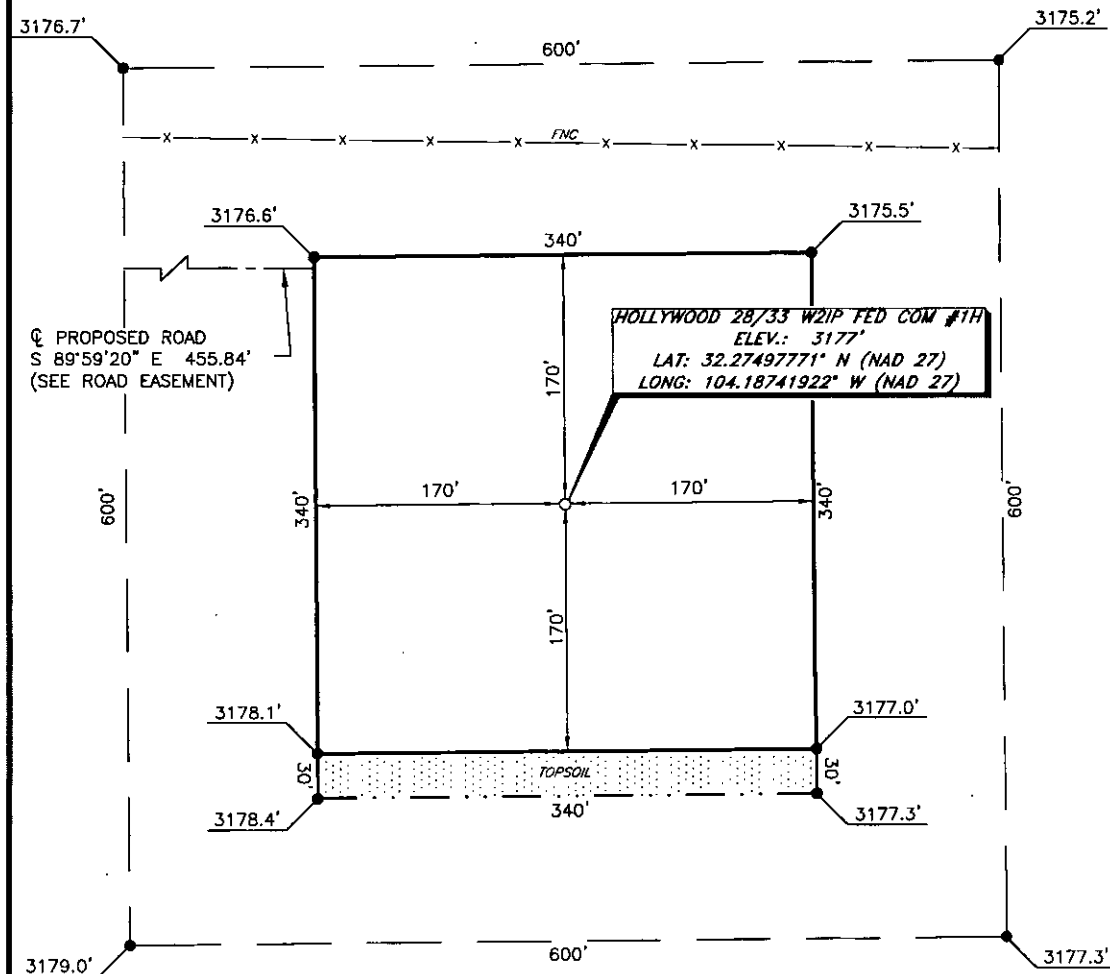 3176.7'
3175.2'
600'
FNC
3176.6'
3175.5'
340'
℄ PROPOSED ROAD
S 89°59'20" E 455.84'
(SEE ROAD EASEMENT)
HOLLYWOOD 28/33 W2IP FED COM #1H
ELEV.: 3177'
LAT: 32.27497771° N (NAD 27)
LONG: 104.18741922° W (NAD 27)
170'
600'
340'
170'
170'
340'
600'
170'
3178.1'
3177.0'
30'
TOPSOIL
30'
3178.4'
340'
3177.3'
3179.0'
600'
3177.3'